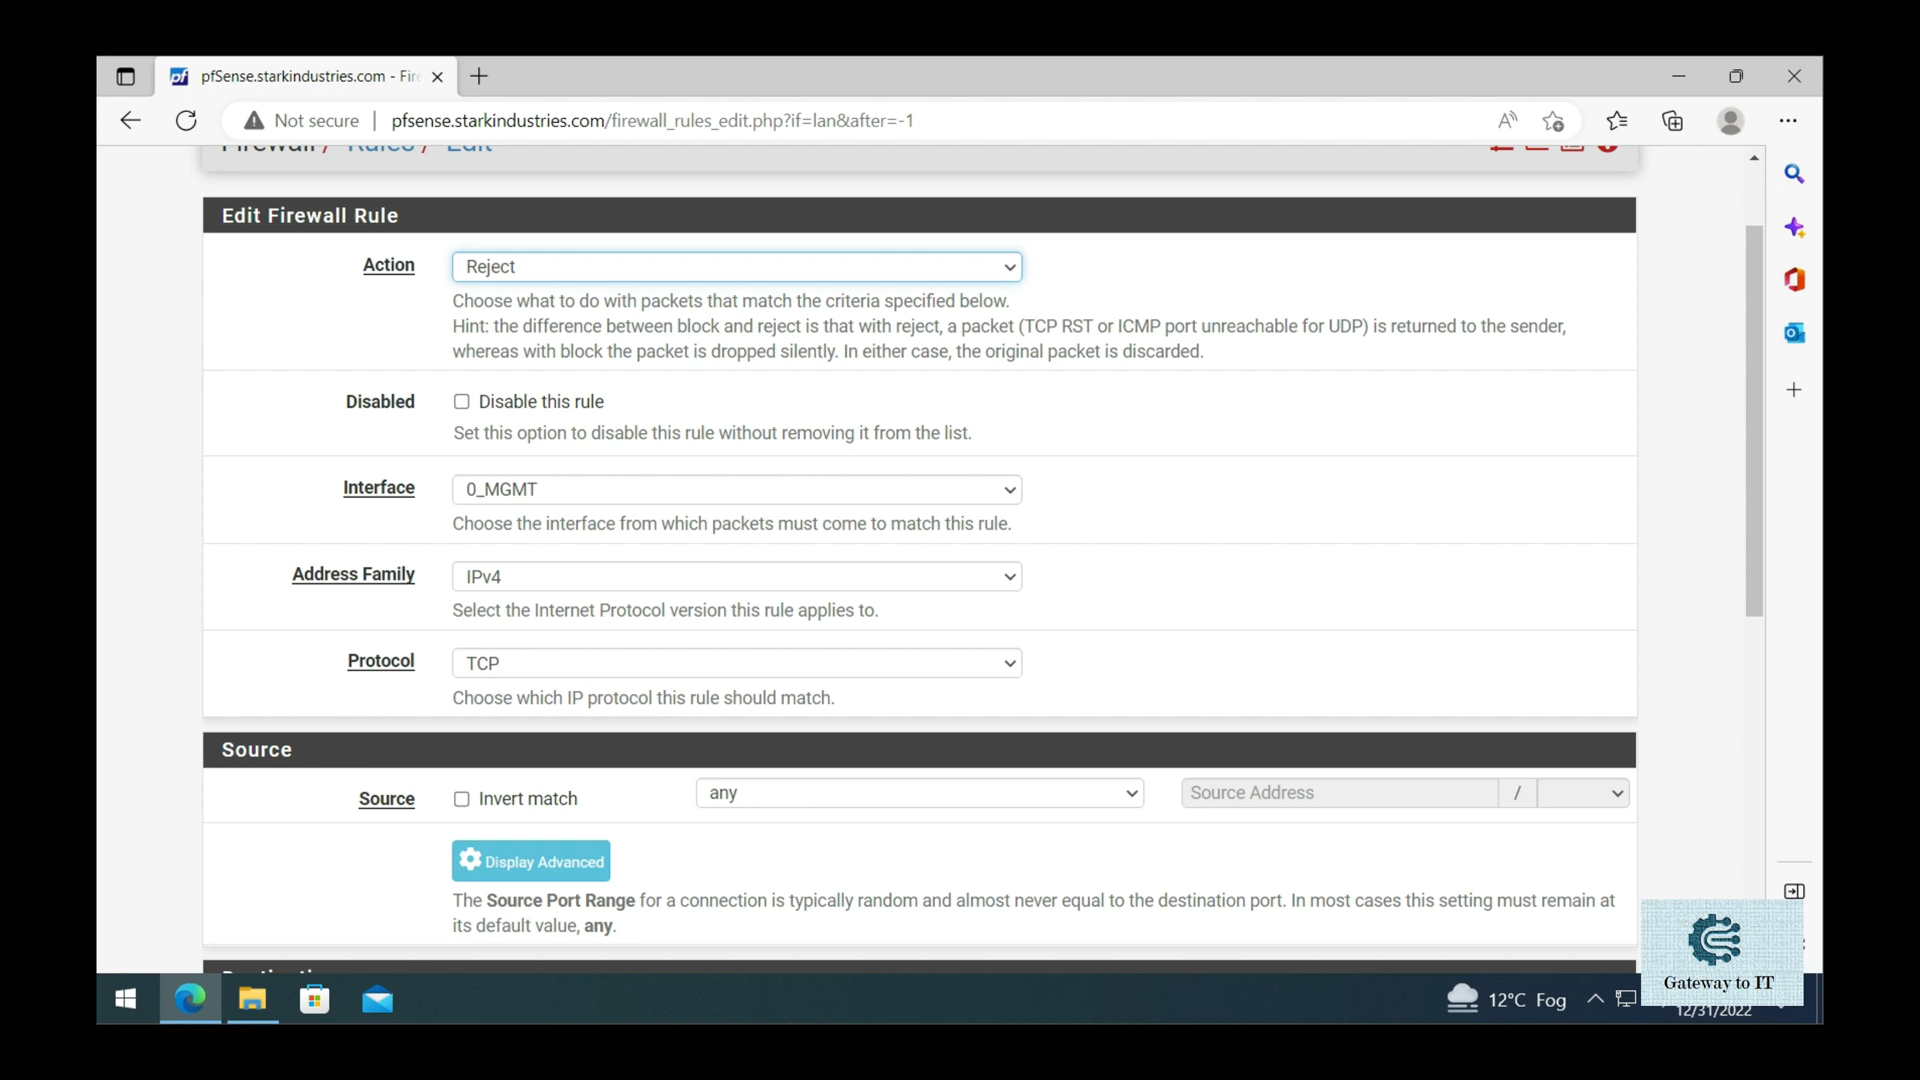 pfSense.starkindustries.com - Fire
Not secure
pfsense.starkindustries.com/firewall_rules_edit.php?if=lan&after=-1
Firewall / Rules / Edit
Edit Firewall Rule
Action
Reject
Choose what to do with packets that match the criteria specified below.
Hint: the difference between block and reject is that with reject, a packet (TCP RST or ICMP port unreachable for UDP) is returned to the sender,
whereas with block the packet is dropped silently. In either case, the original packet is discarded.
Disabled
Disable this rule
Set this option to disable this rule without removing it from the list.
Interface
0_MGMT
Choose the interface from which packets must come to match this rule.
Address Family
IPv4
Select the Internet Protocol version this rule applies to.
Protocol
TCP
Choose which IP protocol this rule should match.
Source
Source
Invert match
any
Source Address
/
Display Advanced
The Source Port Range for a connection is typically random and almost never equal to the destination port. In most cases this setting must remain at
its default value, any.
Gateway to IT
12°C Fog
12/31/2022